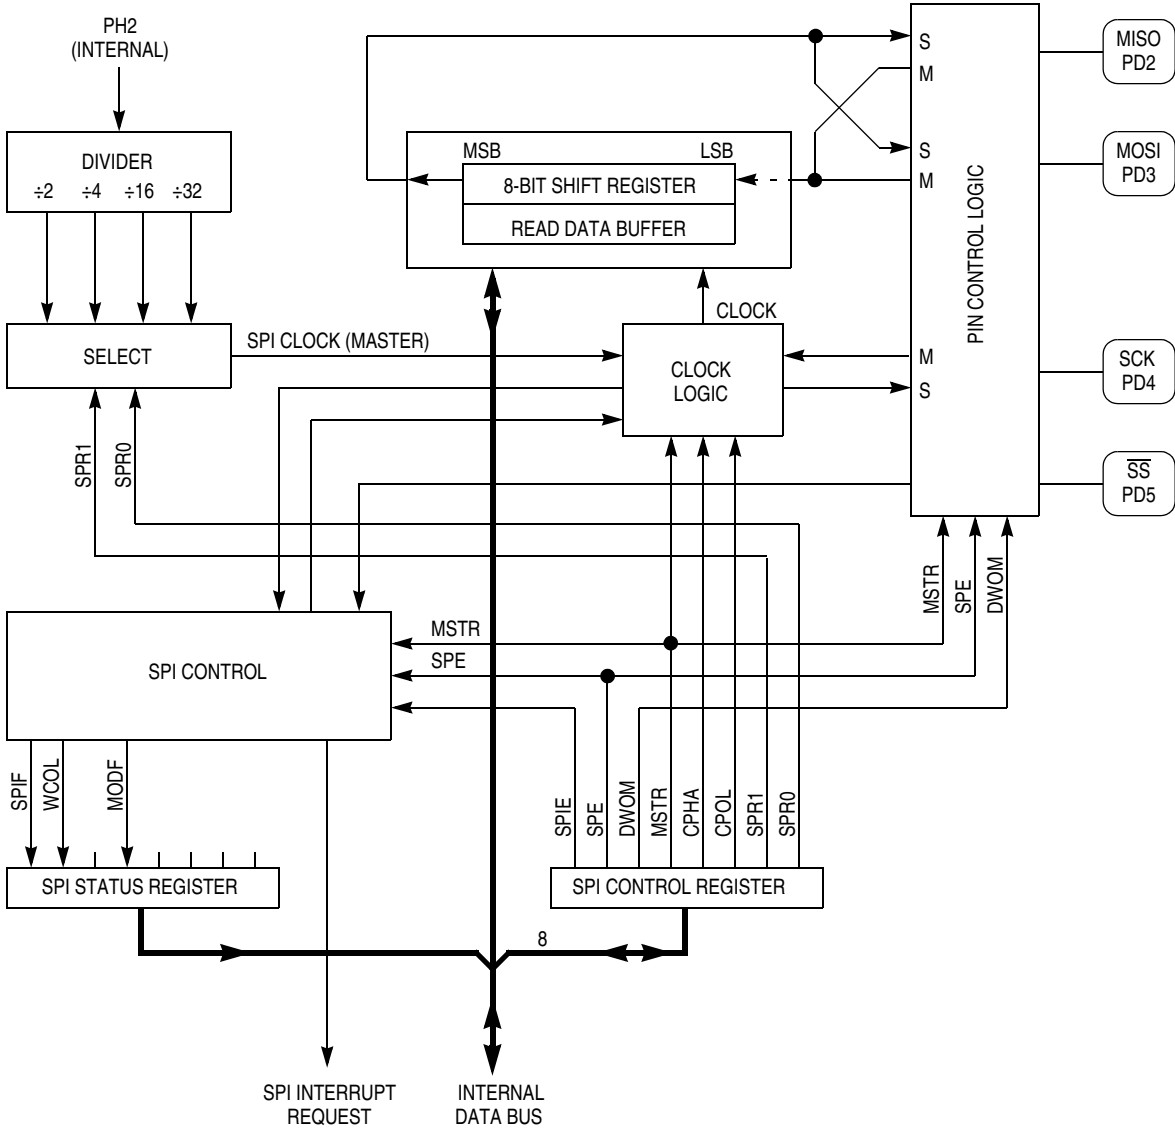 PH2
(INTERNAL)
DIVIDER
÷2 ÷4 ÷16 ÷32
SELECT
SPI CLOCK (MASTER)
SPR1
SPR0
MSB LSB
8-BIT SHIFT REGISTER
READ DATA BUFFER
CLOCK
CLOCK
LOGIC
S
M
S
M
M
S
PIN CONTROL LOGIC
MISO
PD2
MOSI
PD3
SCK
PD4
SS
PD5
MSTR
SPE
DWOM
SPI CONTROL
MSTR
SPE
SPIF
WCOL
MODF
SPIE
SPE
DWOM
MSTR
CPHA
CPOL
SPR1
SPR0
SPI STATUS REGISTER
SPI CONTROL REGISTER
8
SPI INTERRUPT
REQUEST
INTERNAL
DATA BUS